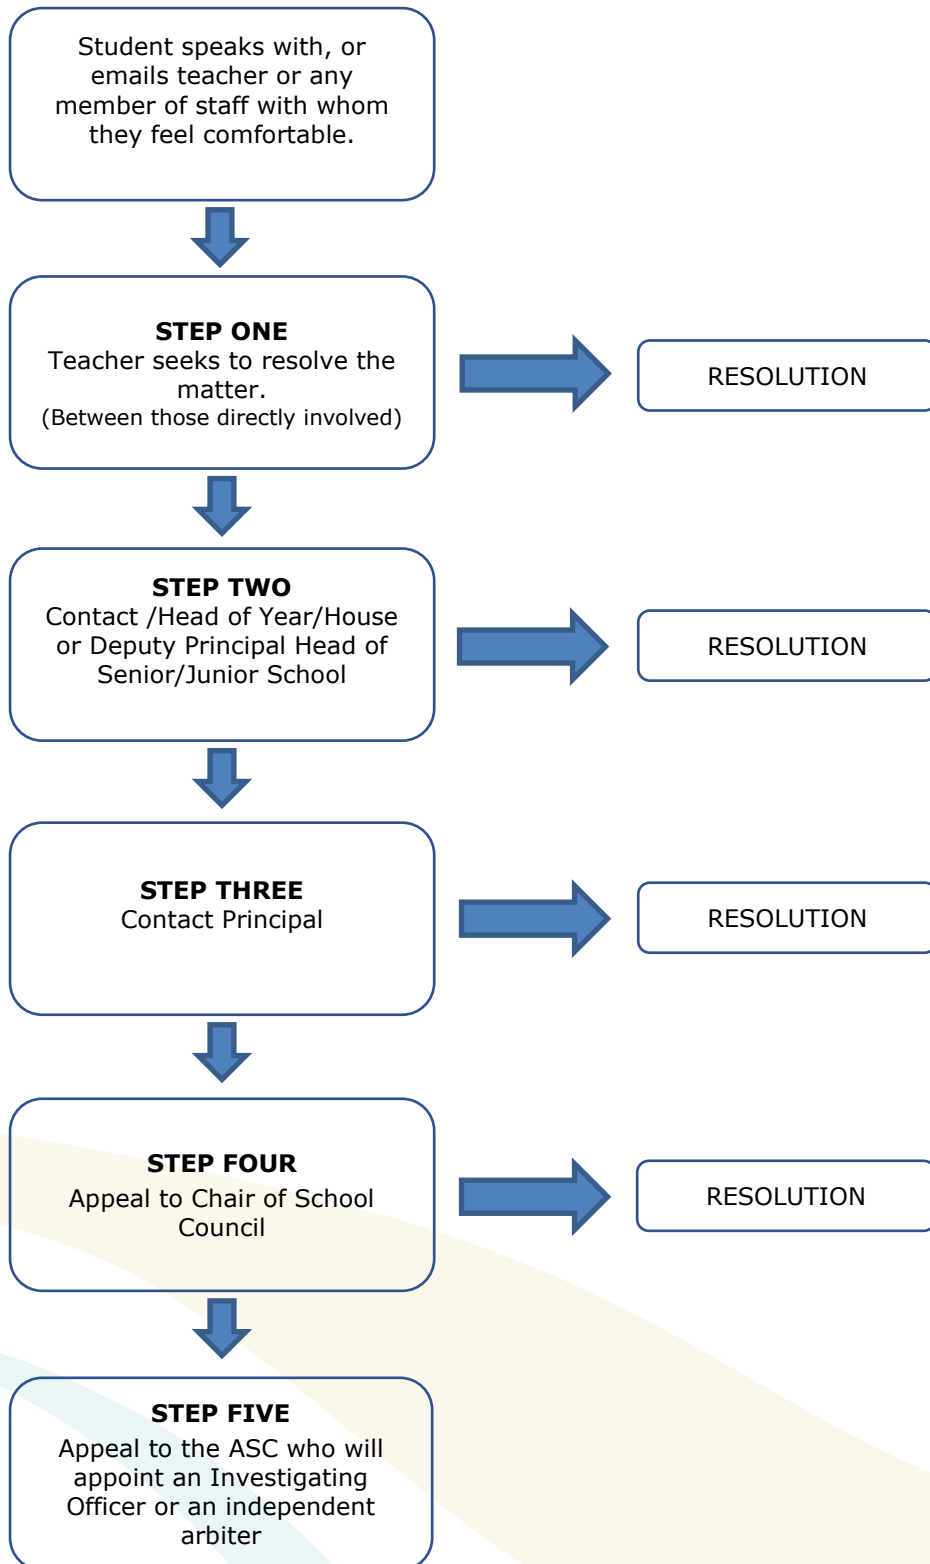 Student speaks with, or
emails teacher or any
member of staff with whom
they feel comfortable.
STEP ONE
Teacher seeks to resolve the
matter.
(Between those directly involved)
RESOLUTION
STEP TWO
Contact /Head of Year/House
or Deputy Principal Head of
Senior/Junior School
RESOLUTION
STEP THREE
Contact Principal
RESOLUTION
STEP FOUR
Appeal to Chair of School
Council
RESOLUTION
STEP FIVE
Appeal to the ASC who will
appoint an Investigating
Officer or an independent
arbiter